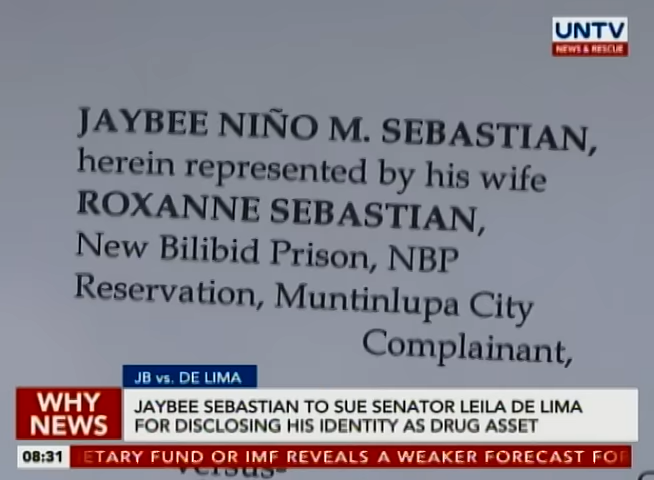 UNTV
NEWS & RESCUE
JAYBEE NIÑO M. SEBASTIAN,
herein represented by his wife
ROXANNE SEBASTIAN,
New Bilibid Prison, NBP
Reservation, Muntinlupa City
Complainant,
JB vs. DE LIMA
WHY
NEWS
JAYBEE SEBASTIAN TO SUE SENATOR LEILA DE LIMA
FOR DISCLOSING HIS IDENTITY AS DRUG ASSET
08:31
ETARY FUND OR IMF REVEALS A WEAKER FORECAST FOR
-versus-